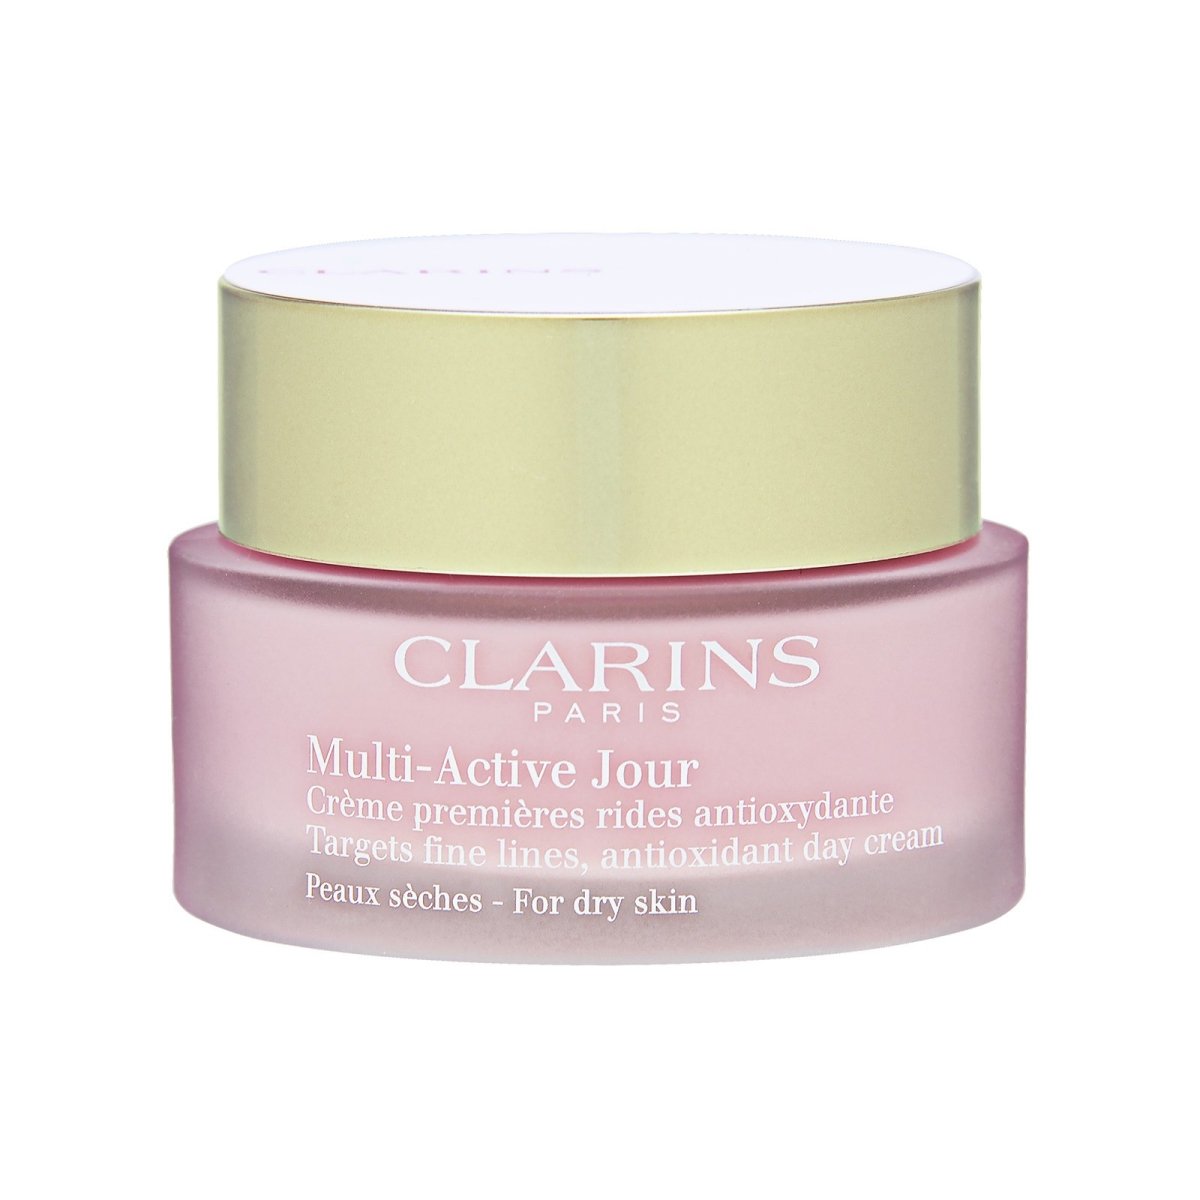 CLARINS
CLARINS
PARIS
Multi-Active Jour
Crème premières rides antioxydante
Targets fine lines, antioxidant day cream
Peaux sèches - For dry skin